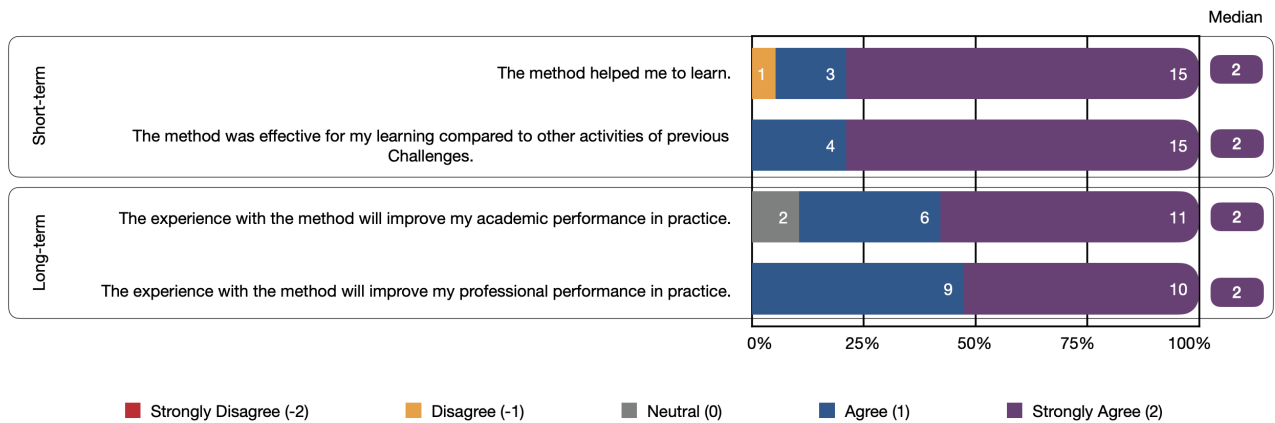 Median
Short-term
The method helped me to learn.
1 3 15
2
The method was effective for my learning compared to other activities of previous
Challenges.
4 15
2
Long-term
The experience with the method will improve my academic performance in practice.
2 6 11
2
The experience with the method will improve my professional performance in practice.
9 10
2
0% 25% 50% 75% 100%
Strongly Disagree (-2) Disagree (-1) Neutral (0) Agree (1) Strongly Agree (2)